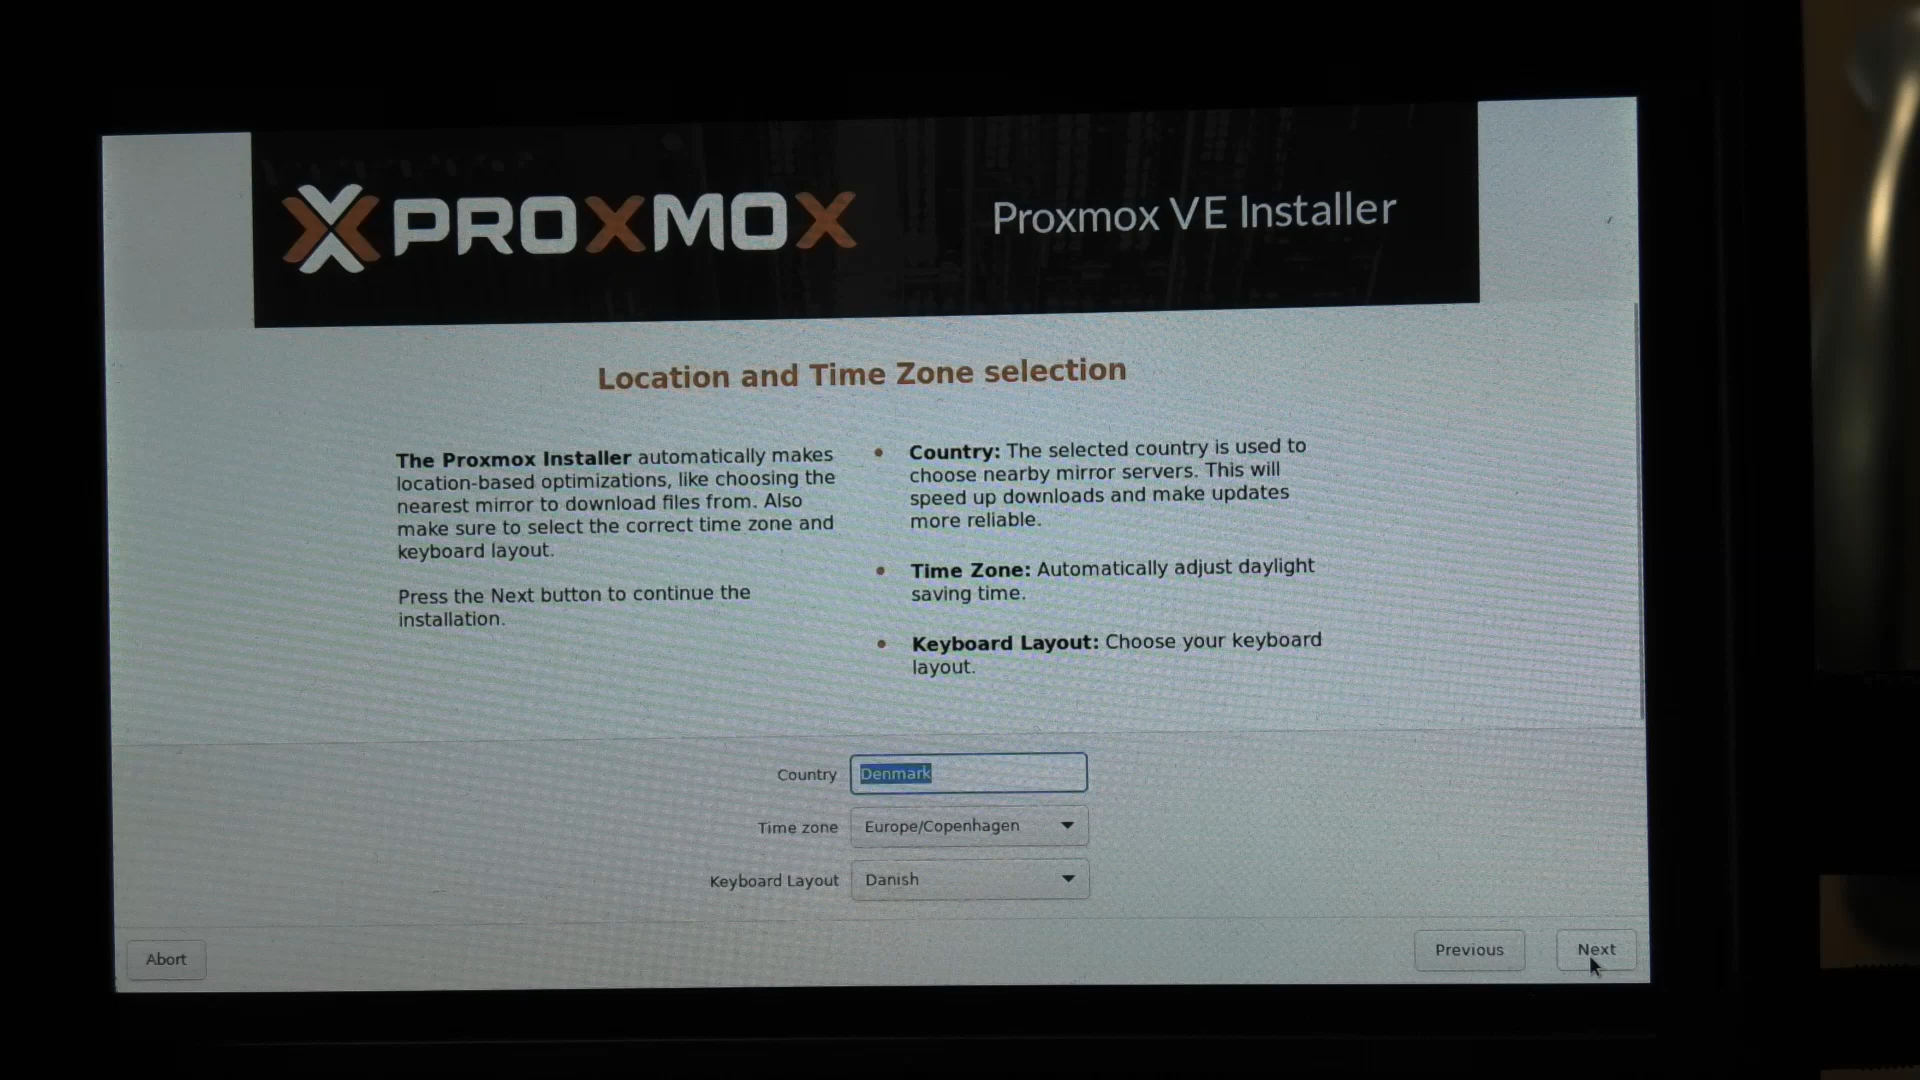 PROXMOX
Proxmox VE Installer
Location and Time Zone selection
The Proxmox Installer automatically makes
location-based optimizations, like choosing the
nearest mirror to download files from. Also
make sure to select the correct time zone and
keyboard layout.
Press the Next button to continue the
installation.
Country: The selected country is used to
choose nearby mirror servers. This will
speed up downloads and make updates
more reliable.
Time Zone: Automatically adjust daylight
saving time.
Keyboard Layout: Choose your keyboard
layout.
Country Denmark
Time zone Europe/Copenhagen
Keyboard Layout Danish
Abort Previous Next